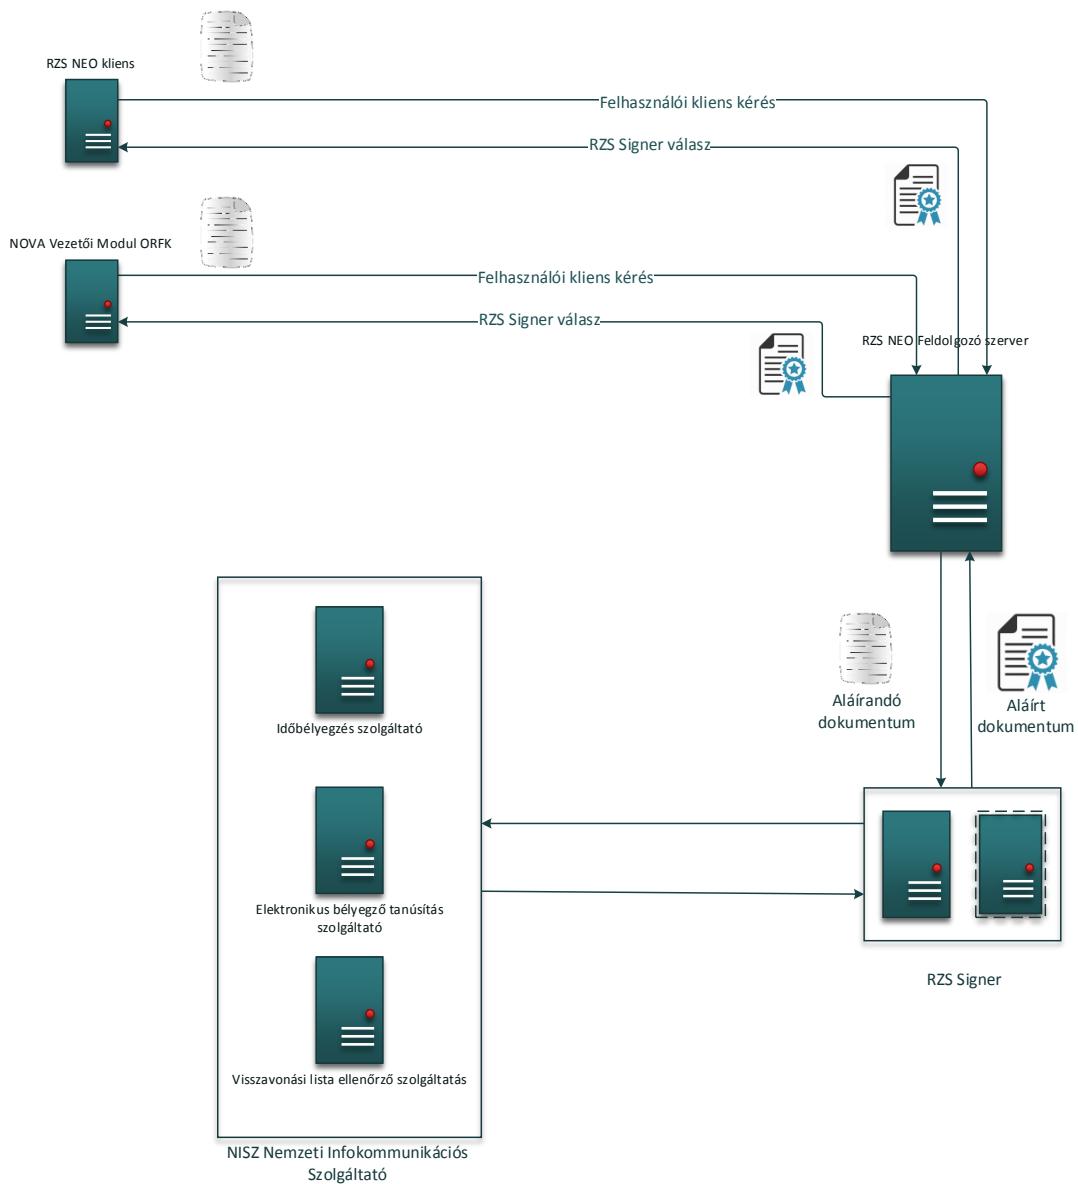 RZS NEO kliens
Felhasználói kliens kérés
RZS Signer válasz
NOVA Vezetői Modul ORFK
Felhasználói kliens kérés
RZS Signer válasz
RZS NEO Feldolgozó szerver
Aláírandó
dokumentum
Aláírt
dokumentum
Időbélyegzés szolgáltató
Elektronikus bélyegző tanúsítás
szolgáltató
Visszavonási lista ellenőrző szolgáltatás
RZS Signer
NISZ Nemzeti Infokommunikációs
Szolgáltató